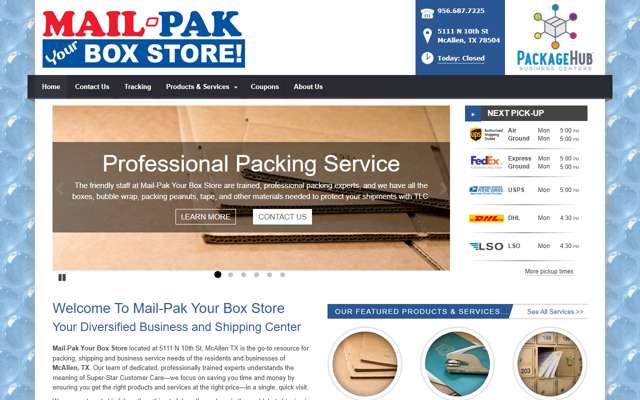 MAIL-PAK
Your BOX STORE!
956.687.7225
5111 N 10th St
McAllen, TX 78504
Today: Closed
PACKAGEHUB
BUSINESS CENTERS
Home Contact Us Tracking Products & Services Coupons About Us
Professional Packing Service
The friendly staff at Mail-Pak Your Box Store are trained, professional packing experts, and we have all the
boxes, bubble wrap, packing peanuts, tape, and other materials needed to protect your shipments with TLC
LEARN MORE CONTACT US
NEXT PICK-UP
ups Authorized Shipping Outlet Air Mon 5:00 PM
Ground Mon 5:00 PM
FedEx Express Mon 5:00 PM
Ground Mon 5:00 PM
USPS Mon 5:00 PM
DHL DHL Mon 4:30 PM
LSO LSO Mon 4:30 PM
More pickup times
Welcome To Mail-Pak Your Box Store
Your Diversified Business and Shipping Center
Mail-Pak Your Box Store located at 5111 N 10th St, McAllen TX is the go-to resource for
packing, shipping and business service needs of the residents and businesses of
McAllen, TX. Our team of dedicated, professionally trained experts understands the
meaning of Super-Star Customer Care—we focus on saving you time and money by
ensuring you get the right products and services at the right price—in a single, quick visit.
OUR FEATURED PRODUCTS & SERVICES... See All Services >>
203